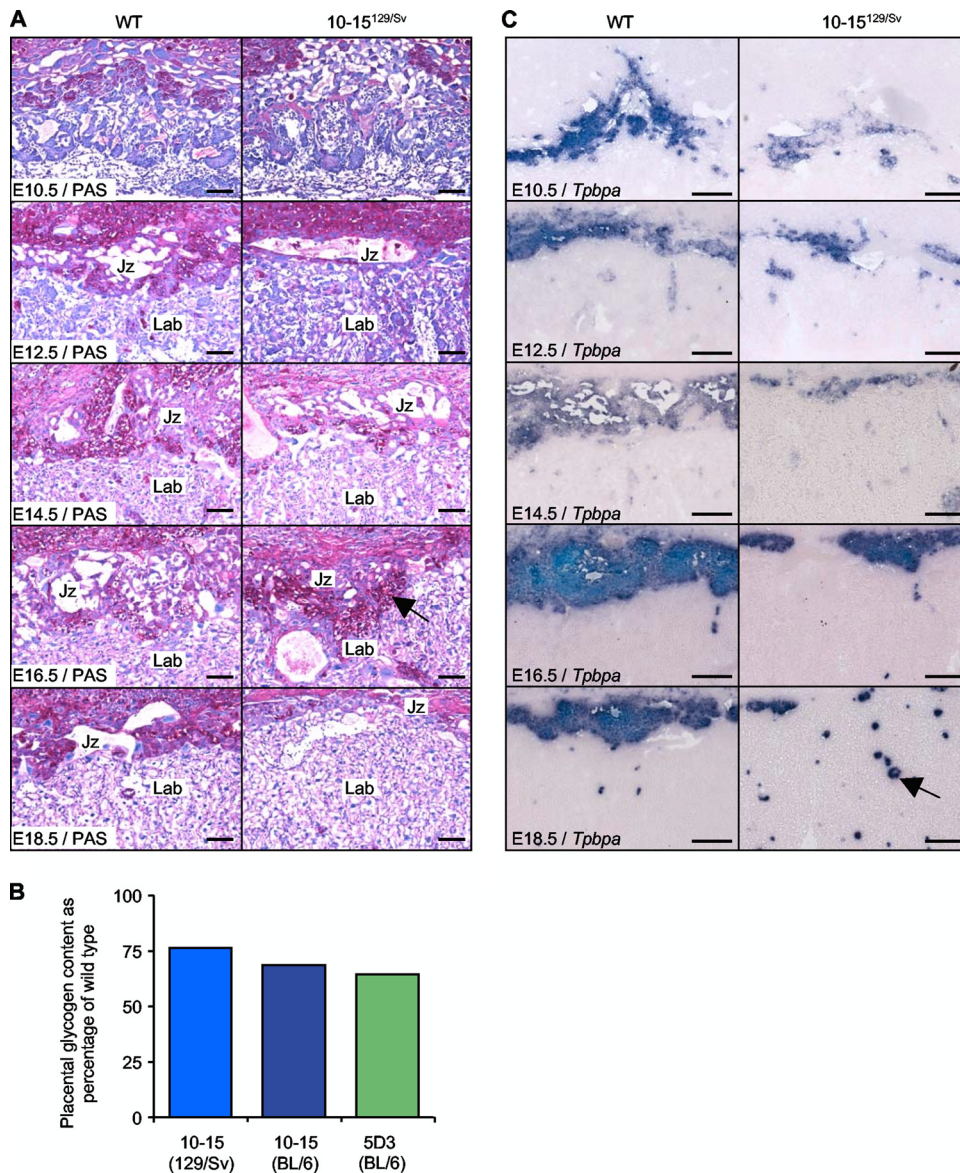 A
WT
10-15129/Sv
E10.5 / PAS
Jz
Jz
Lab
Lab
E12.5 / PAS
Jz
Jz
Lab
Lab
E14.5 / PAS
Jz
Jz
Lab
Lab
E16.5 / PAS
Jz
Jz
Lab
Lab
E18.5 / PAS
C
WT
10-15129/Sv
E10.5 / Tpbpa
E12.5 / Tpbpa
E14.5 / Tpbpa
E16.5 / Tpbpa
E18.5 / Tpbpa
B
Placental glycogen content as
percentage of wild type
100
75
50
25
0
10-15
(129/Sv)
10-15
(BL/6)
5D3
(BL/6)